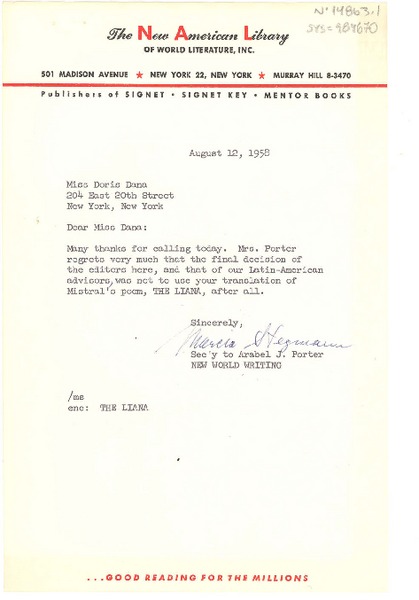 Nº 14863.1
SYS=989670
The New American Library
OF WORLD LITERATURE, INC.
501 MADISON AVENUE ★ NEW YORK 22, NEW YORK ★ MURRAY HILL 8-3470
Publishers of SIGNET • SIGNET KEY • MENTOR BOOKS
August 12, 1958
Miss Doris Dana
204 East 20th Street
New York, New York
Dear Miss Dana:
Many thanks for calling today. Mrs. Porter
regrets very much that the final decision of
the editors here, and that of our Latin-American
advisors,was not to use your translation of
Mistral's poem, THE LIANA, after all.
Sincerely,
Marcia S Hegmann
Sec'y to Arabel J. Porter
NEW WORLD WRITING
/ms
enc: THE LIANA
...GOOD READING FOR THE MILLIONS